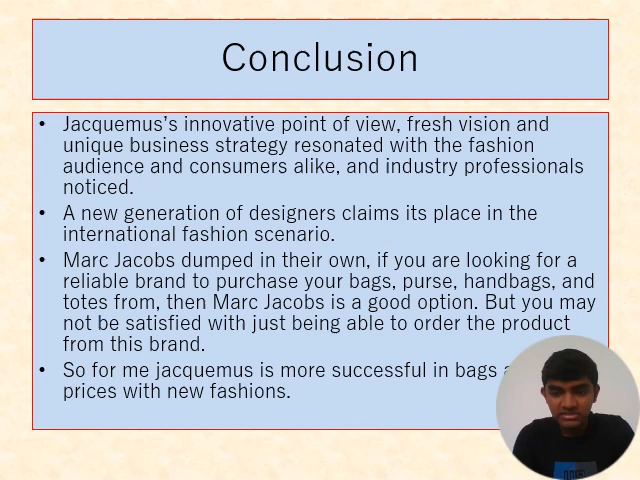 Conclusion
• Jacquemus’s innovative point of view, fresh vision and
unique business strategy resonated with the fashion
audience and consumers alike, and industry professionals
noticed.
• A new generation of designers claims its place in the
international fashion scenario.
• Marc Jacobs dumped in their own, if you are looking for a
reliable brand to purchase your bags, purse, handbags, and
totes from, then Marc Jacobs is a good option. But you may
not be satisfied with just being able to order the product
from this brand.
• So for me jacquemus is more successful in bags
prices with new fashions.